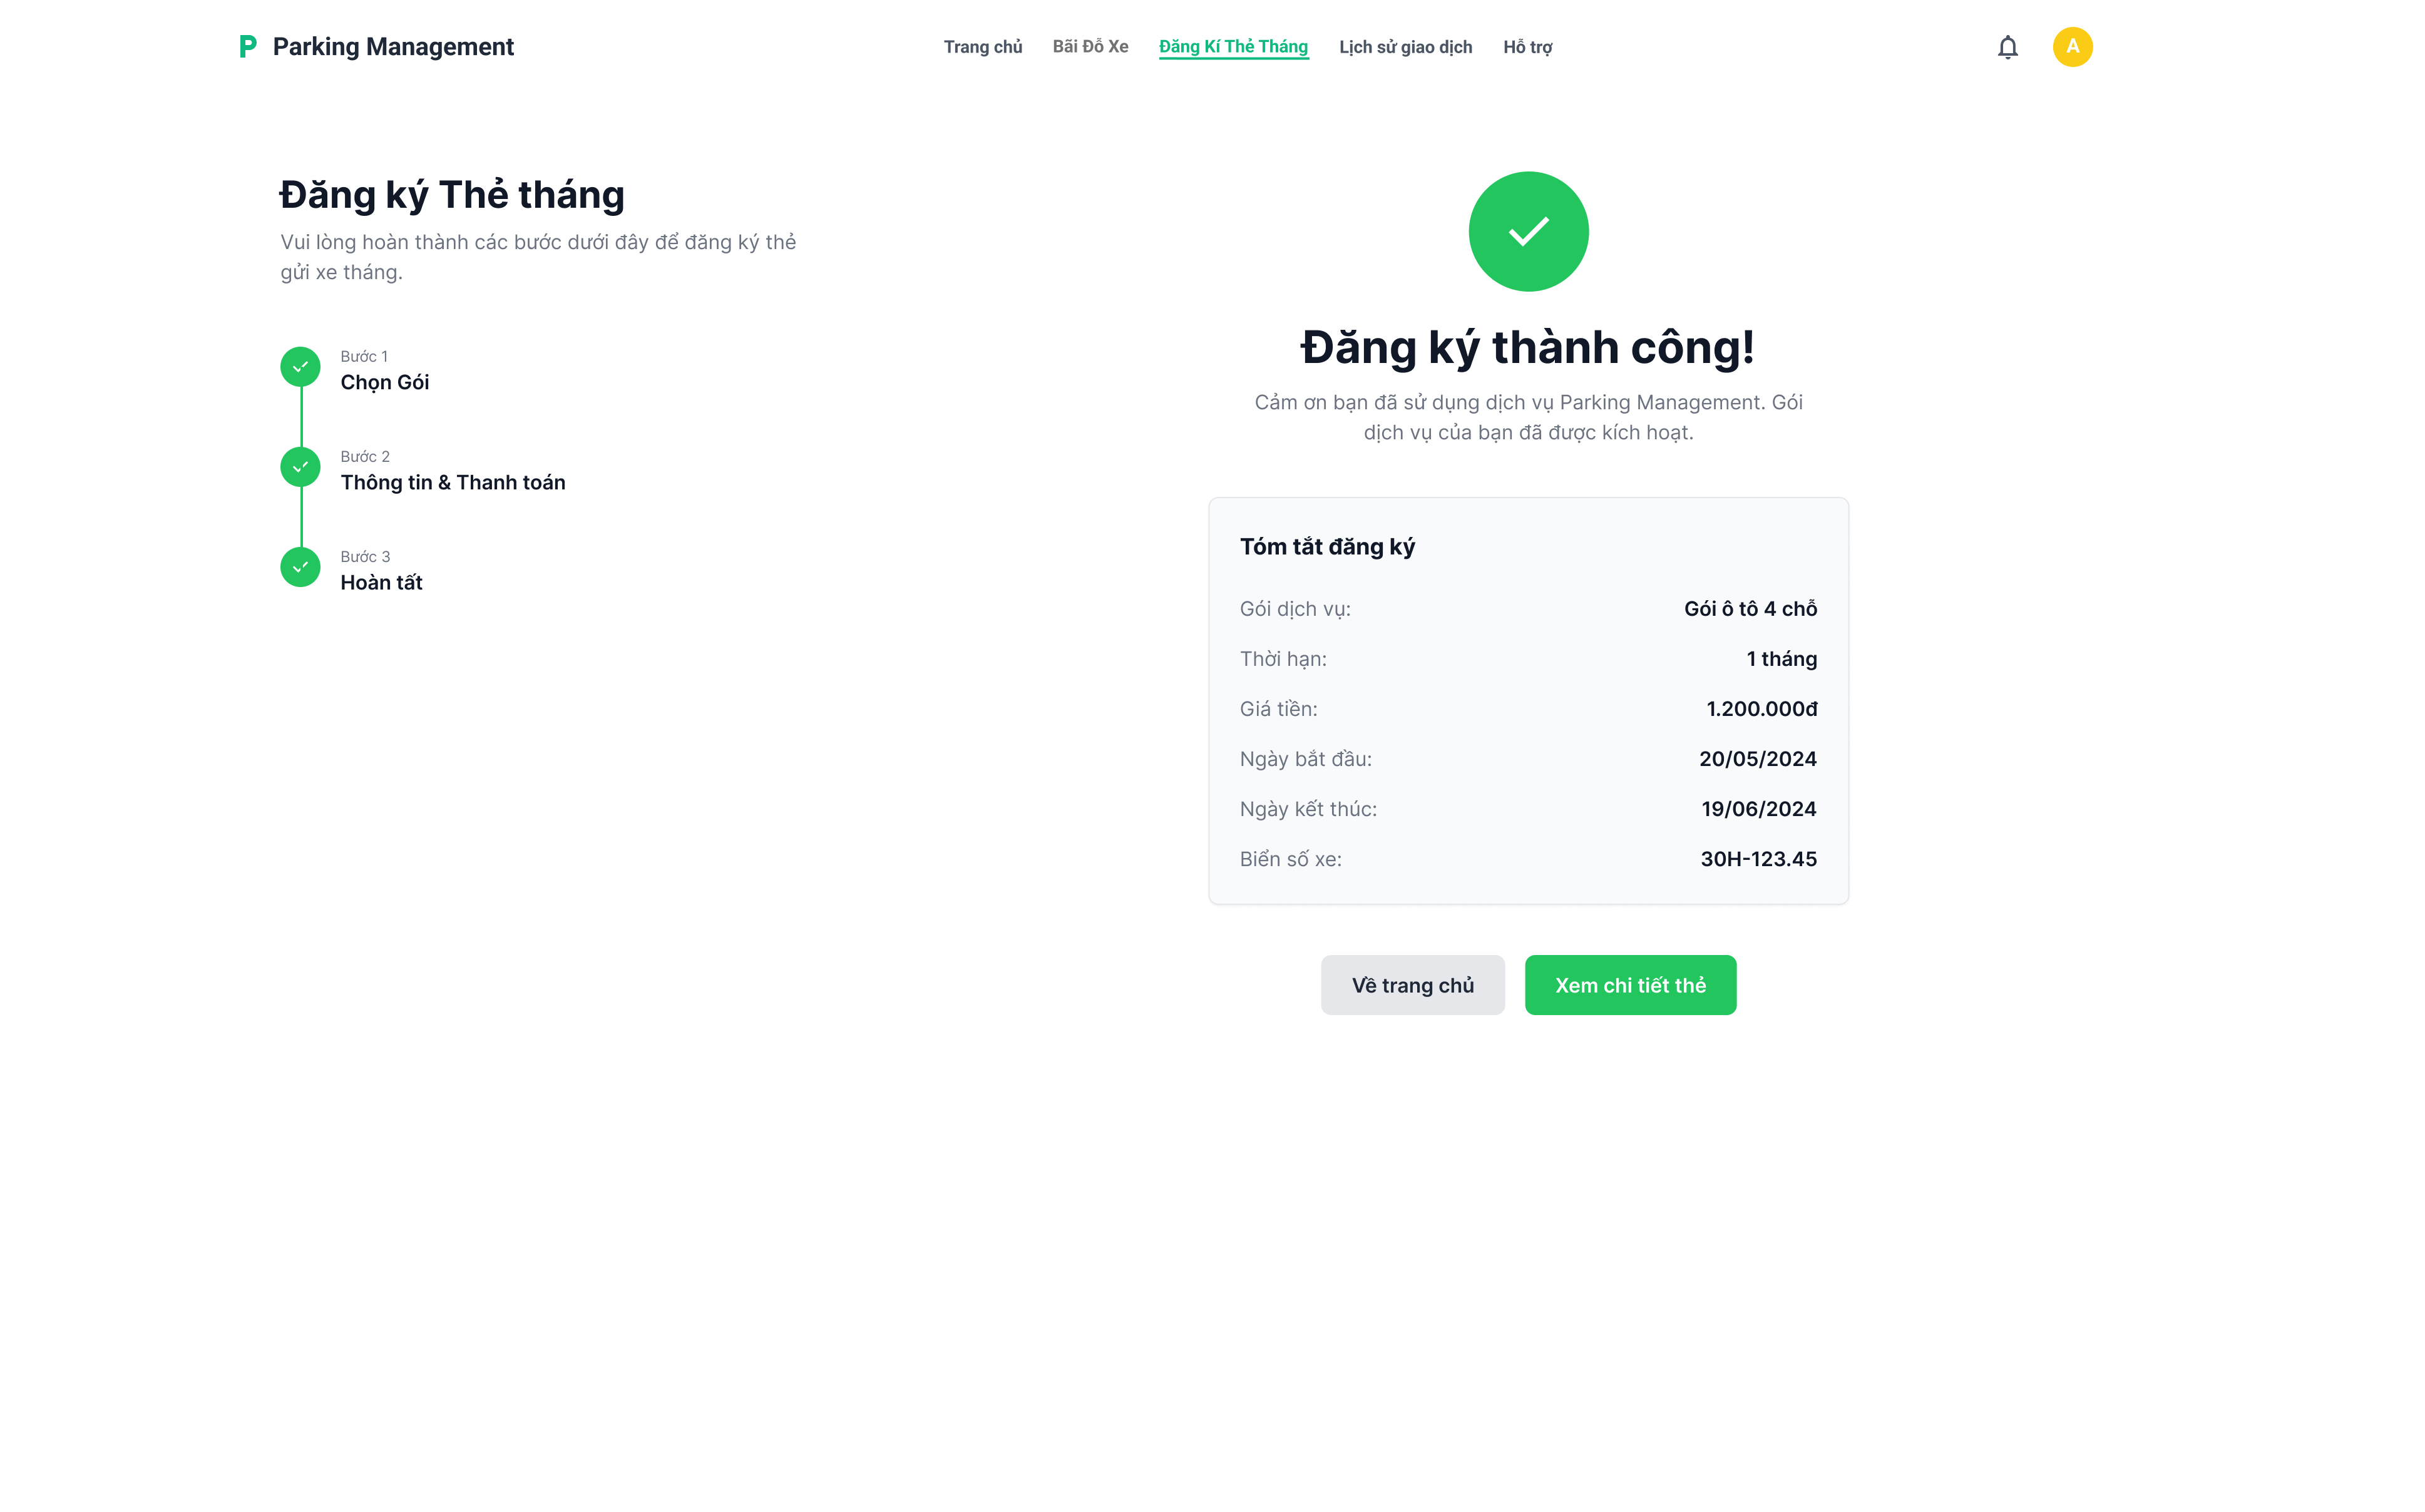 P Parking Management
Trang chủ Bãi Đỗ Xe Đăng Kí Thẻ Tháng Lịch sử giao dịch Hỗ trợ
A
Đăng ký Thẻ tháng
Vui lòng hoàn thành các bước dưới đây để đăng ký thẻ
gửi xe tháng.
Bước 1
Chọn Gói
Bước 2
Thông tin & Thanh toán
Bước 3
Hoàn tất
Đăng ký thành công!
Cảm ơn bạn đã sử dụng dịch vụ Parking Management. Gói
dịch vụ của bạn đã được kích hoạt.
Tóm tắt đăng ký
Gói dịch vụ: Gói ô tô 4 chỗ
Thời hạn: 1 tháng
Giá tiền: 1.200.000đ
Ngày bắt đầu: 20/05/2024
Ngày kết thúc: 19/06/2024
Biển số xe: 30H-123.45
Về trang chủ Xem chi tiết thẻ